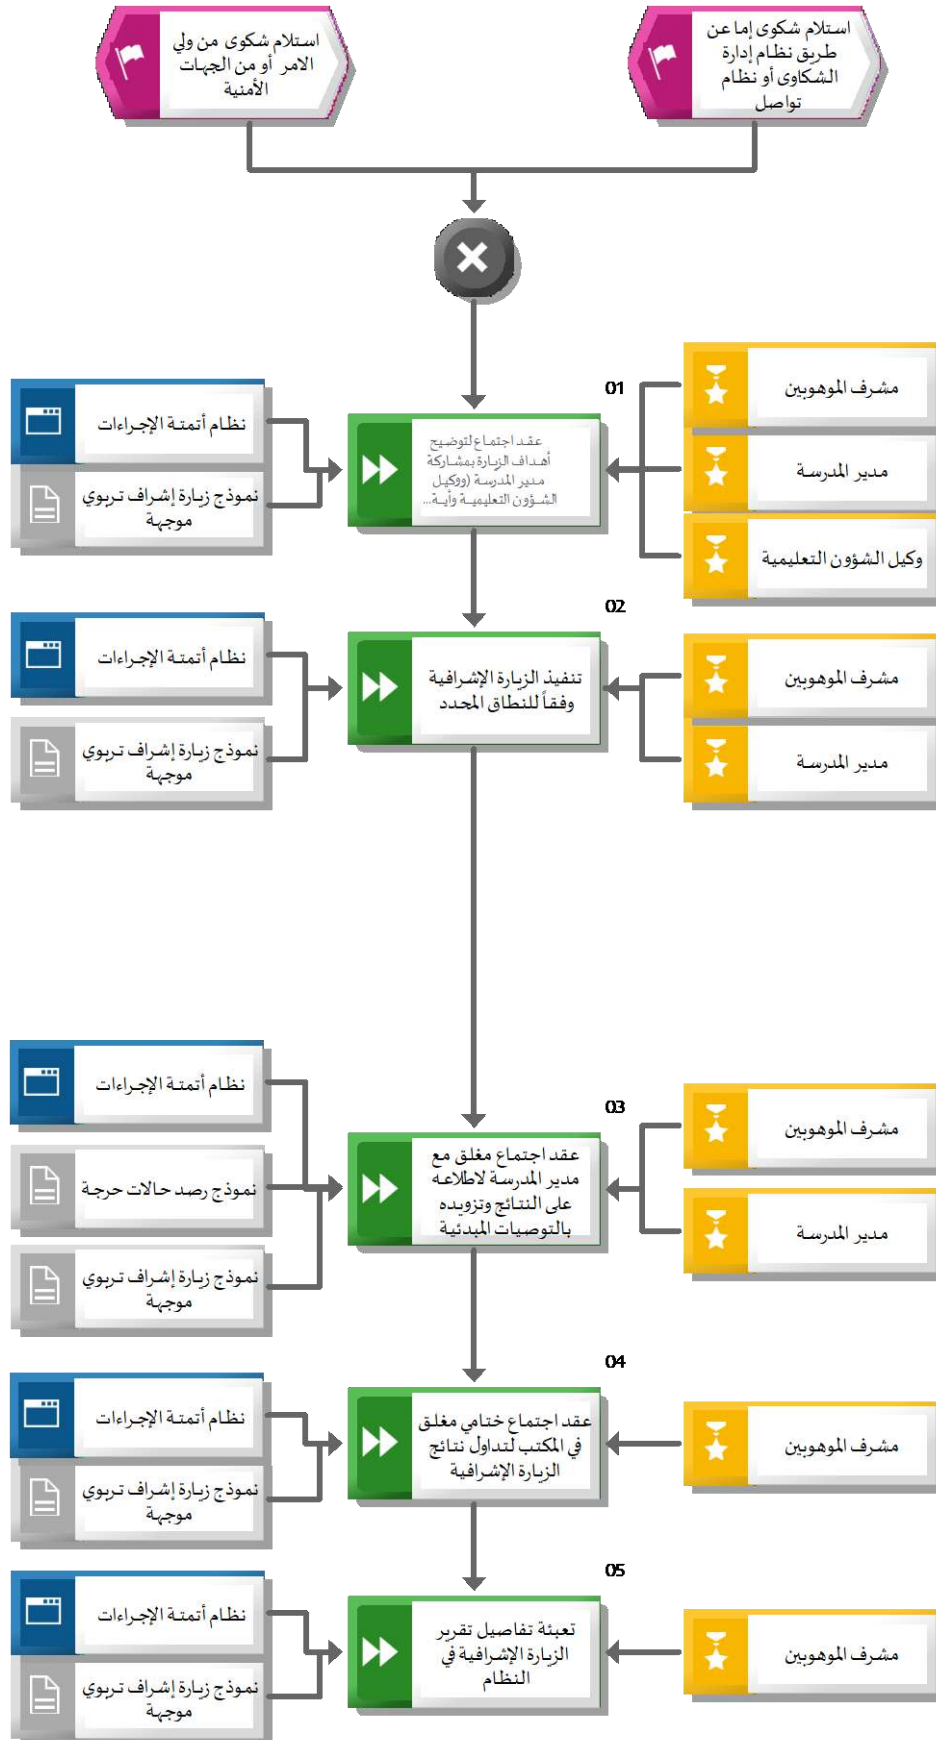 استلام شكوى إما عن
طريق نظام إدارة
الشكاوى أو نظام
تواصل
استلام شكوى من ولي
الامر أو من الجهات
الأمنية
01
مشرف الموهوبين
مدير المدرسة
وكيل الشؤون التعليمية
عقد اجتماع لتوضيح
أهداف الزيارة بمشاركة
مدير المدرسة (ووكيل
الشؤون التعليمية وأية...
نظام أتمتة الإجراءات
نموذج زيارة إشراف تربوي
موجهة
02
مشرف الموهوبين
مدير المدرسة
تنفيذ الزيارة الإشرافية
وفقاً للنطاق المحدد
نظام أتمتة الإجراءات
نموذج زيارة إشراف تربوي
موجهة
03
مشرف الموهوبين
مدير المدرسة
عقد اجتماع مغلق مع
مدير المدرسة لاطلاعه
على النتائج وتزويده
بالتوصيات المبدئية
نظام أتمتة الإجراءات
نموذج رصد حالات حرجة
نموذج زيارة إشراف تربوي
موجهة
04
مشرف الموهوبين
عقد اجتماع ختامي مغلق
في المكتب لتداول نتائج
الزيارة الإشرافية
نظام أتمتة الإجراءات
نموذج زيارة إشراف تربوي
موجهة
05
مشرف الموهوبين
تعبئة تفاصيل تقرير
الزيارة الإشرافية في
النظام
نظام أتمتة الإجراءات
نموذج زيارة إشراف تربوي
موجهة